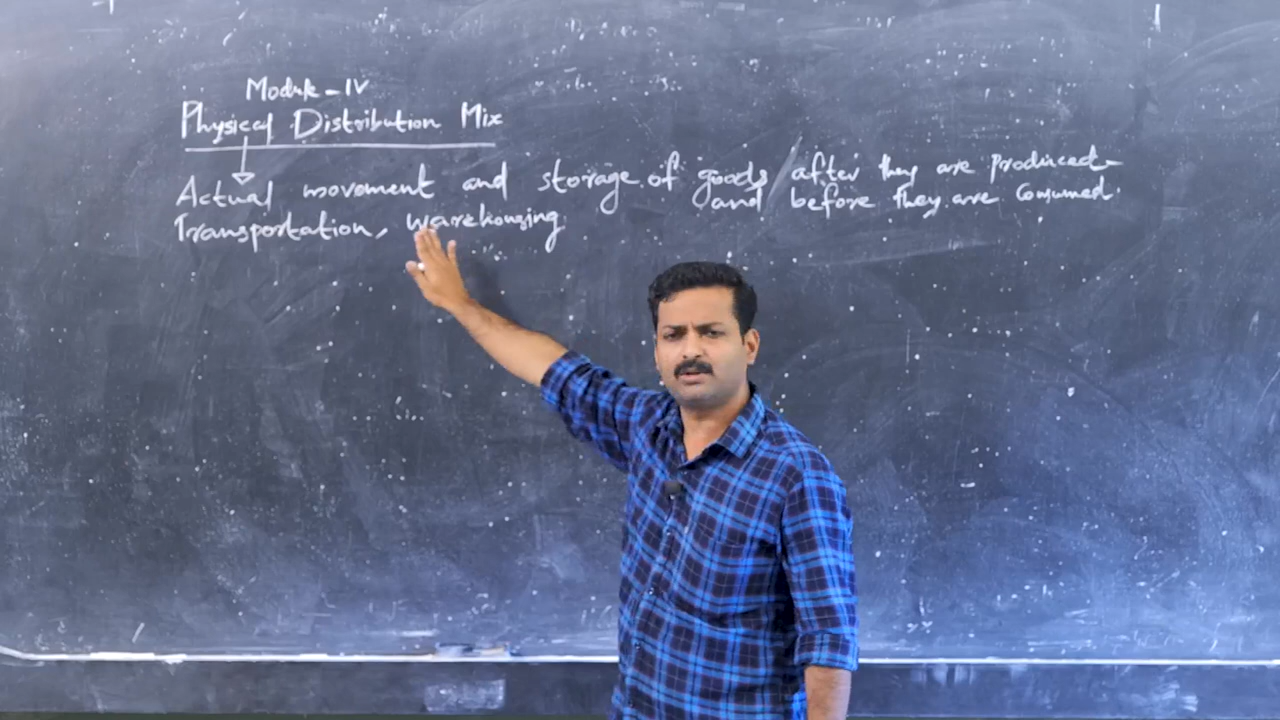 Module - IV
Physical Distribution Mix
Actual movement and storage of goods after they are produced
and before they are consumed.
Transportation, warehousing